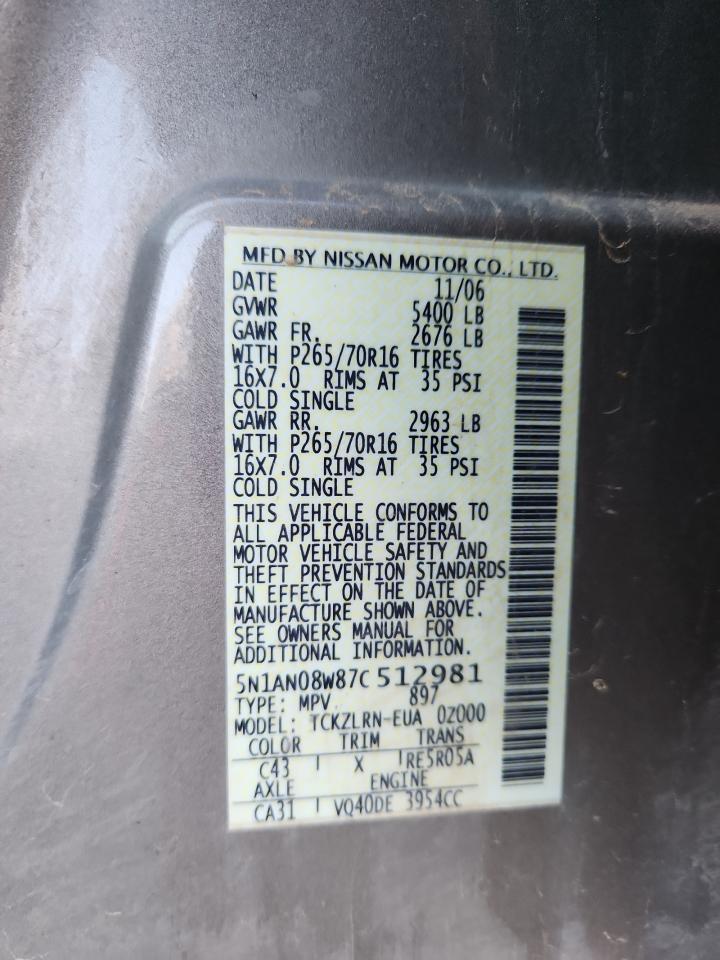 MFD BY NISSAN MOTOR CO., LTD.
DATE 11/06
GVWR 5400 LB
GAWR FR. 2676 LB
WITH P265/70R16 TIRES
16X7.0 RIMS AT 35 PSI
COLD SINGLE
GAWR RR. 2963 LB
WITH P265/70R16 TIRES
16X7.0 RIMS AT 35 PSI
COLD SINGLE
THIS VEHICLE CONFORMS TO
ALL APPLICABLE FEDERAL
MOTOR VEHICLE SAFETY AND
THEFT PREVENTION STANDARDS
IN EFFECT ON THE DATE OF
MANUFACTURE SHOWN ABOVE.
SEE OWNERS MANUAL FOR
ADDITIONAL INFORMATION.
5N1AN08W87C 512981
TYPE: MPV 897
MODEL: TCKZLRN-EUA 0Z000
COLOR TRIM TRANS
C43 X RE5R05A
AXLE ENGINE
CA31 VQ40DE 3954CC